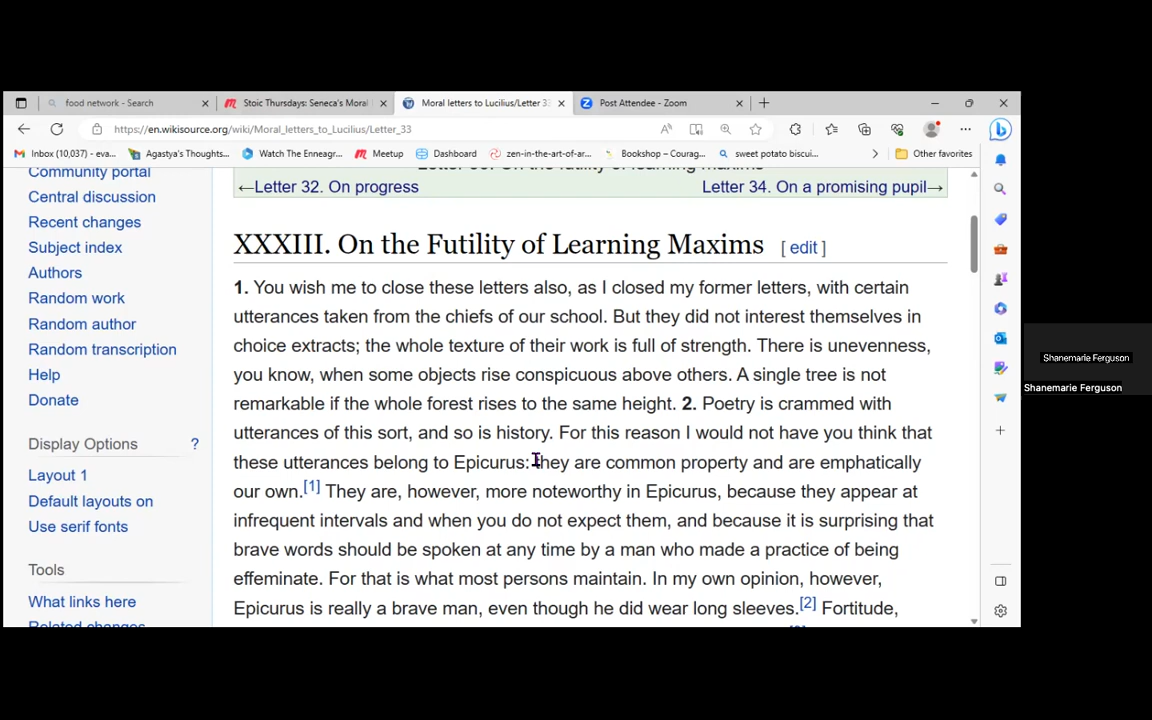 food network - Search
Stoic Thursdays: Seneca's Moral
Moral letters to Lucilius/Letter 33
Post Attendee - Zoom
https://en.wikisource.org/wiki/Moral_letters_to_Lucilius/Letter_33
Inbox (10,037) - eva...
Agastya's Thoughts...
Watch The Enneagr...
Meetup
Dashboard
zen-in-the-art-of-ar...
Bookshop – Courag...
sweet potato biscui...
Other favorites
Community portal
Central discussion
Recent changes
Subject index
Authors
Random work
Random author
Random transcription
Help
Donate
Display Options ?
Layout 1
Default layouts on
Use serif fonts
Tools
What links here
Related changes
←Letter 32. On progress
Letter 34. On a promising pupil→
XXXIII. On the Futility of Learning Maxims [ edit ]
1. You wish me to close these letters also, as I closed my former letters, with certain
utterances taken from the chiefs of our school. But they did not interest themselves in
choice extracts; the whole texture of their work is full of strength. There is unevenness,
you know, when some objects rise conspicuous above others. A single tree is not
remarkable if the whole forest rises to the same height. 2. Poetry is crammed with
utterances of this sort, and so is history. For this reason I would not have you think that
these utterances belong to Epicurus: they are common property and are emphatically
our own.[1] They are, however, more noteworthy in Epicurus, because they appear at
infrequent intervals and when you do not expect them, and because it is surprising that
brave words should be spoken at any time by a man who made a practice of being
effeminate. For that is what most persons maintain. In my own opinion, however,
Epicurus is really a brave man, even though he did wear long sleeves.[2] Fortitude,
Shanemarie Ferguson
Shanemarie Ferguson